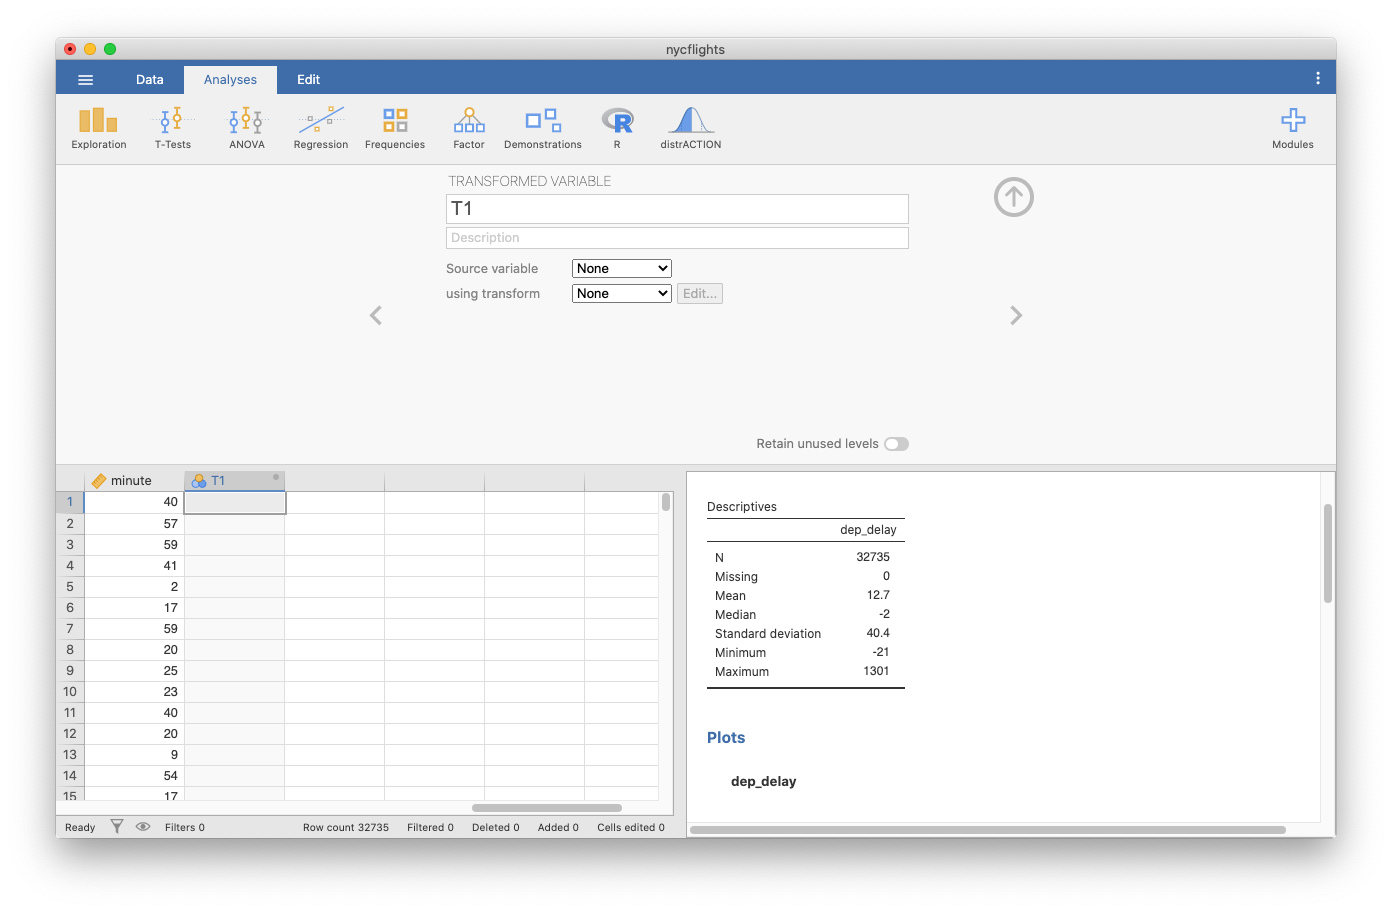 nycflights
Data Analyses Edit
Exploration T-Tests ANOVA Regression Frequencies Factor Demonstrations R distrACTION Modules
TRANSFORMED VARIABLE
T1
Description
Source variable None
using transform None Edit...
Retain unused levels
minute T1
1 40
2 57
3 59
4 41
5 2
6 17
7 59
8 20
9 25
10 23
11 40
12 20
13 9
14 54
15 17
Ready Filters 0 Row count 32735 Filtered 0 Deleted 0 Added 0 Cells edited 0
Descriptives
dep_delay
N 32735
Missing 0
Mean 12.7
Median -2
Standard deviation 40.4
Minimum -21
Maximum 1301
Plots
dep_delay